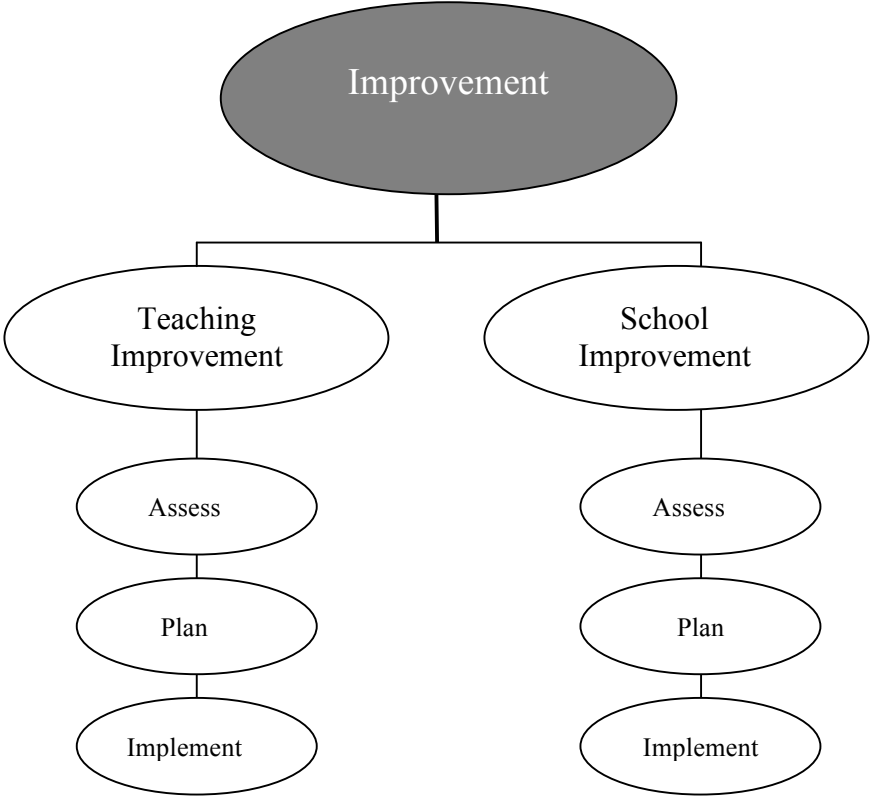 Improvement
Teaching
Improvement
School
Improvement
Assess
Assess
Plan
Plan
Implement
Implement